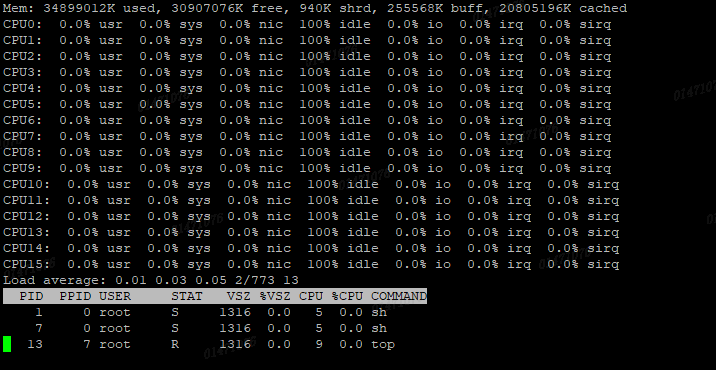 Mem: 34899012K used, 30907076K free, 940K shrd, 255568K buff, 20805196K cached
CPU0:  0.0% usr  0.0% sys  0.0% nic  100% idle  0.0% io  0.0% irq  0.0% sirq
CPU1:  0.0% usr  0.0% sys  0.0% nic  100% idle  0.0% io  0.0% irq  0.0% sirq
CPU2:  0.0% usr  0.0% sys  0.0% nic  100% idle  0.0% io  0.0% irq  0.0% sirq
CPU3:  0.0% usr  0.0% sys  0.0% nic  100% idle  0.0% io  0.0% irq  0.0% sirq
CPU4:  0.0% usr  0.0% sys  0.0% nic  100% idle  0.0% io  0.0% irq  0.0% sirq
CPU5:  0.0% usr  0.0% sys  0.0% nic  100% idle  0.0% io  0.0% irq  0.0% sirq
CPU6:  0.0% usr  0.0% sys  0.0% nic  100% idle  0.0% io  0.0% irq  0.0% sirq
CPU7:  0.0% usr  0.0% sys  0.0% nic  100% idle  0.0% io  0.0% irq  0.0% sirq
CPU8:  0.0% usr  0.0% sys  0.0% nic  100% idle  0.0% io  0.0% irq  0.0% sirq
CPU9:  0.0% usr  0.0% sys  0.0% nic  100% idle  0.0% io  0.0% irq  0.0% sirq
CPU10:  0.0% usr  0.0% sys  0.0% nic  100% idle  0.0% io  0.0% irq  0.0% sirq
CPU11:  0.0% usr  0.0% sys  0.0% nic  100% idle  0.0% io  0.0% irq  0.0% sirq
CPU12:  0.0% usr  0.0% sys  0.0% nic  100% idle  0.0% io  0.0% irq  0.0% sirq
CPU13:  0.0% usr  0.0% sys  0.0% nic  100% idle  0.0% io  0.0% irq  0.0% sirq
CPU14:  0.0% usr  0.0% sys  0.0% nic  100% idle  0.0% io  0.0% irq  0.0% sirq
CPU15:  0.0% usr  0.0% sys  0.0% nic  100% idle  0.0% io  0.0% irq  0.0% sirq
Load average: 0.01 0.03 0.05 2/773 13
PID  PPID USER     STAT   VSZ %VSZ CPU %CPU COMMAND
1     0 root     S     1316  0.0   5  0.0 sh
7     0 root     S     1316  0.0   5  0.0 sh
13     7 root     R     1316  0.0   9  0.0 top